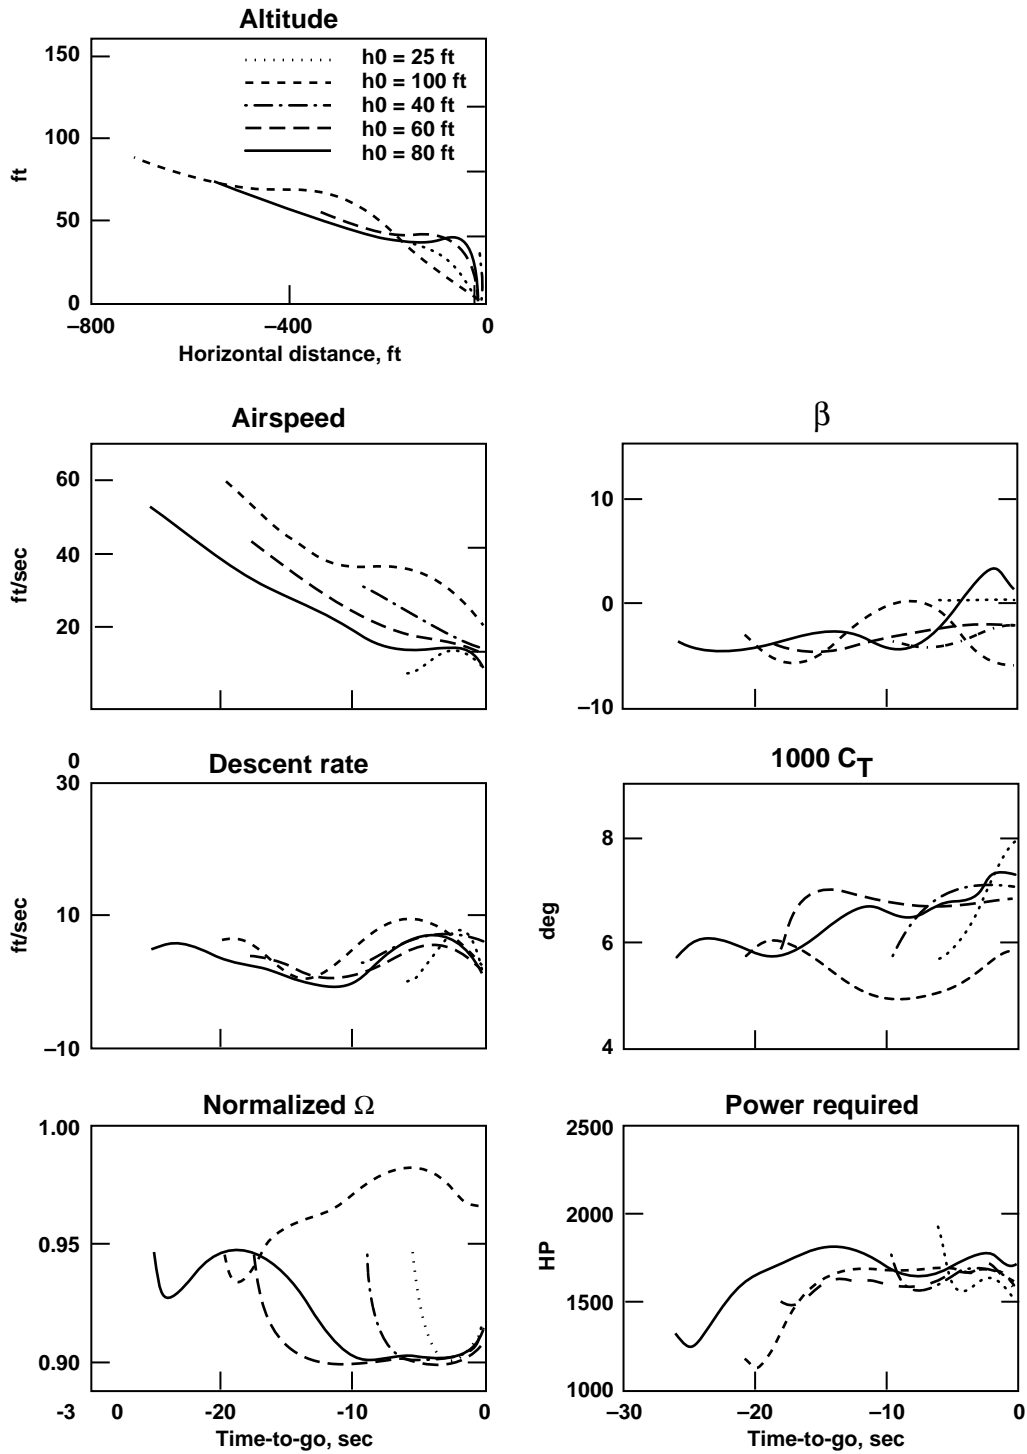 Altitude
150
100
50
0
ft
h0 = 25 ft
h0 = 100 ft
h0 = 40 ft
h0 = 60 ft
h0 = 80 ft
–800
–400
0
Horizontal distance, ft
Airspeed
60
40
20
0
ft/sec
β
10
0
–10
Descent rate
30
10
–10
ft/sec
1000 C_T
8
6
4
deg
Normalized Ω
1.00
0.95
0.90
-3 0
-20
-10
0
Time-to-go, sec
Power required
2500
2000
1500
1000
HP
–30
–20
–10
0
Time-to-go, sec